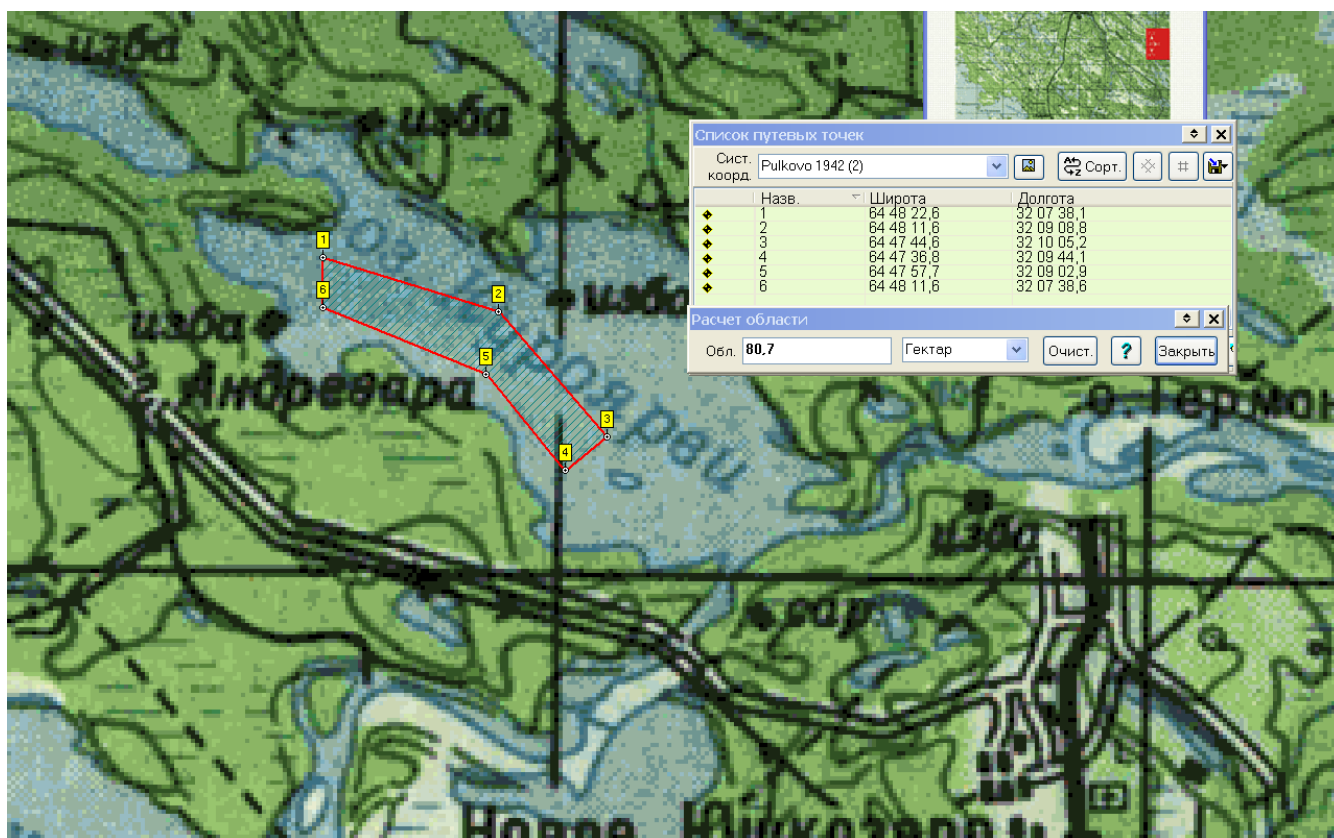 изба
изба
Список путевых точек
Сист. коорд. Pulkovo 1942 (2) Сорт.
Назв. Широта Долгота
1 64 48 22,6 32 07 38,1
2 64 48 11,6 32 09 08,8
3 64 47 44,6 32 10 05,2
4 64 47 36,8 32 09 44,1
5 64 47 57,7 32 09 02,9
6 64 48 11,6 32 07 38,6
Расчет области
Обл. 80,7 Гектар Очист. ? Закрыть
1
6
2
5
3
4
изба
изба
Андревара
изба
бар
Новое Юшкозеро